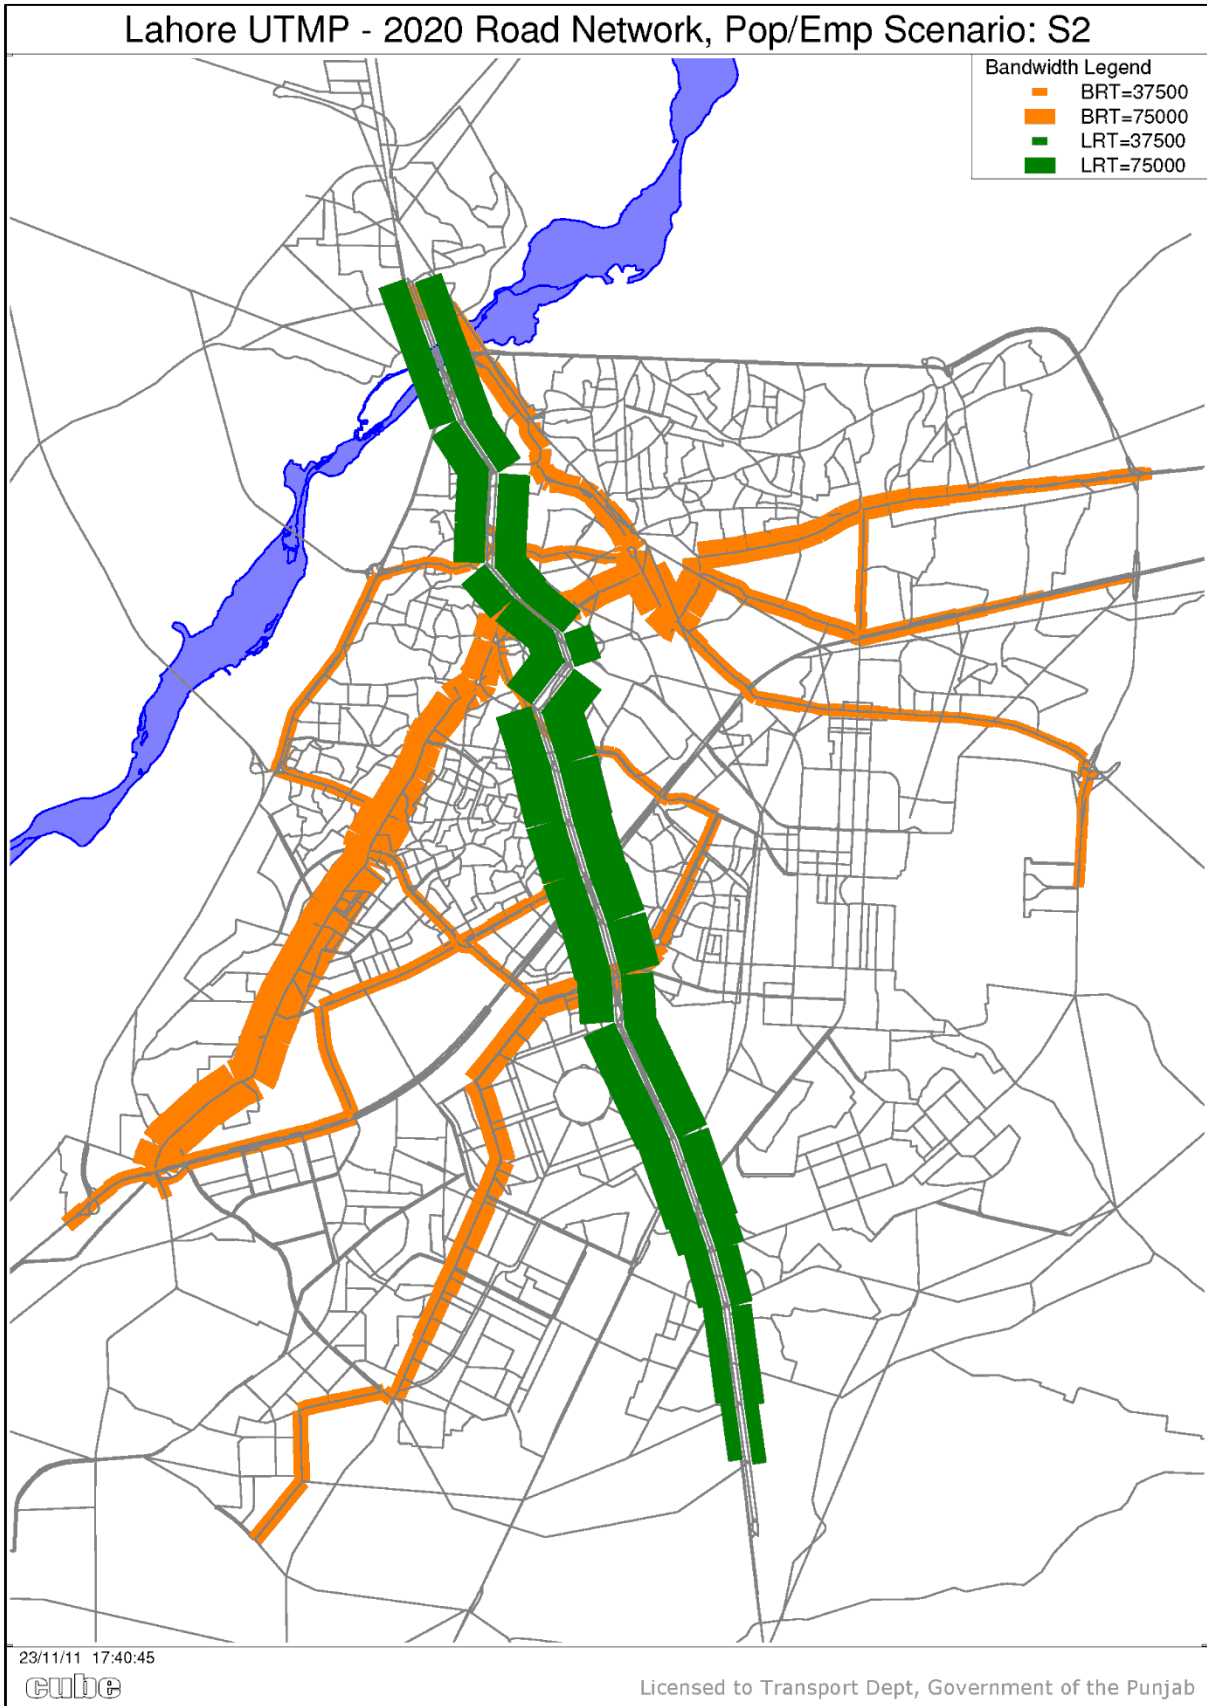 Lahore UTMP - 2020 Road Network, Pop/Emp Scenario: S2
Bandwidth Legend
BRT=37500
BRT=75000
LRT=37500
LRT=75000
23/11/11 17:40:45
cube
Licensed to Transport Dept, Government of the Punjab